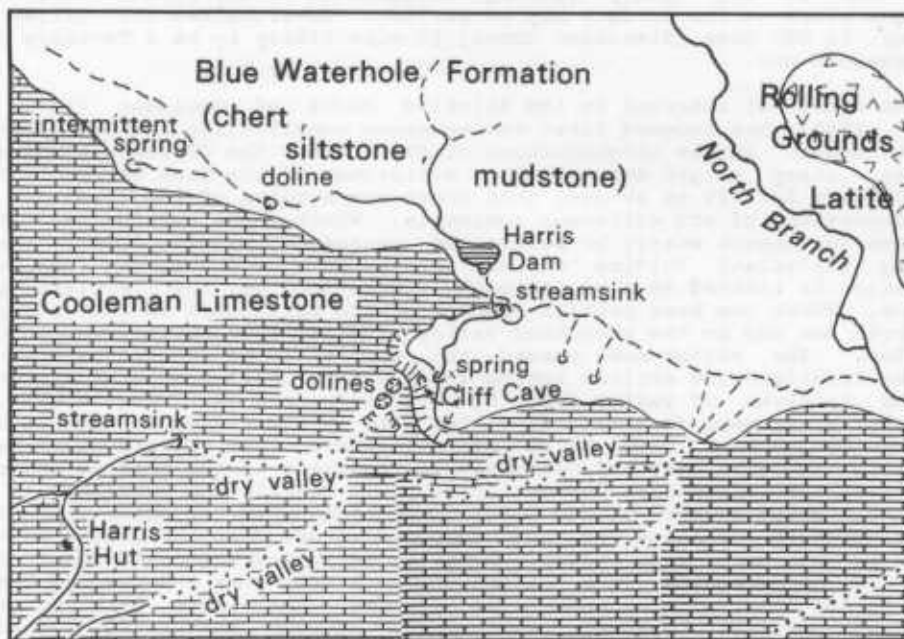 Blue Waterhole Formation
(chert
siltstone
mudstone)
intermittent
spring
doline
Rolling
Grounds
Latite
North Branch
Harris
Dam
streamsink
Cooleman Limestone
spring
Cliff Cave
dolines
streamsink
dry valley
dry valley
Harris
Hut
dry valley